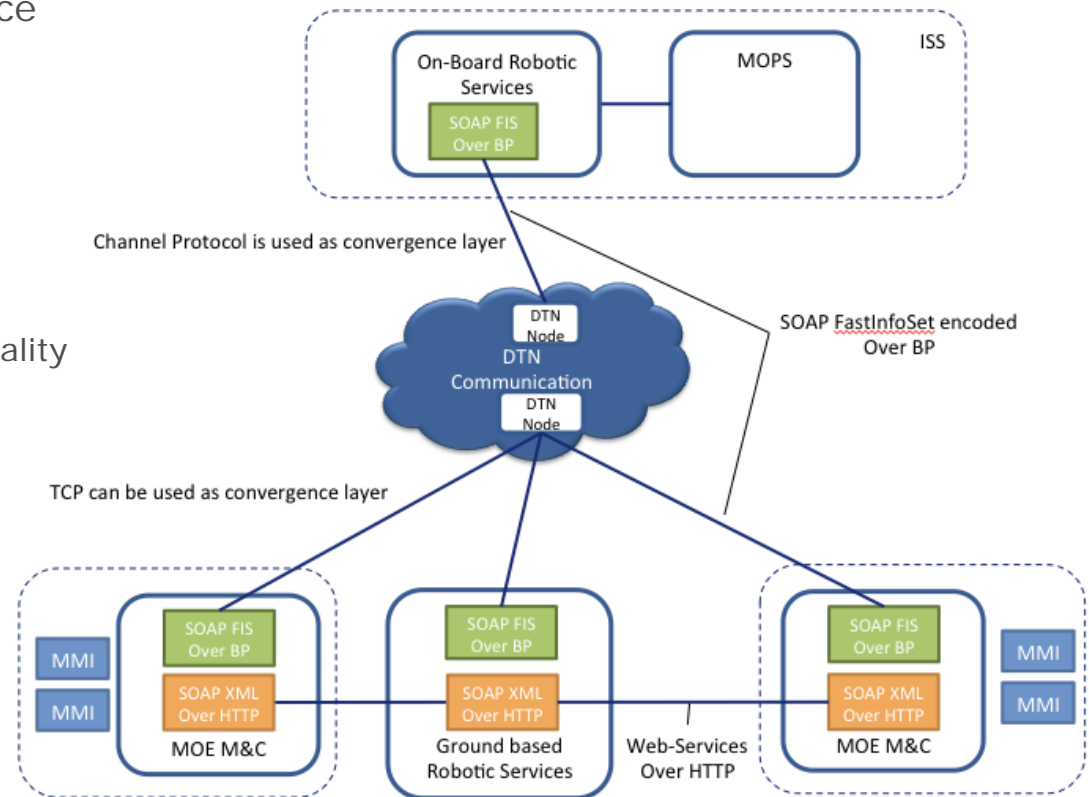 ce
ISS
On-Board Robotic
Services
SOAP FIS
Over BP
MOPS
Channel Protocol is used as convergence layer
DTN
Node
DTN
Communication
DTN
Node
SOAP FastInfoSet encoded
Over BP
ality
TCP can be used as convergence layer
MMI
MMI
SOAP FIS
Over BP
SOAP XML
Over HTTP
MOE M&C
SOAP FIS
Over BP
SOAP XML
Over HTTP
Ground based
Robotic Services
Web-Services
Over HTTP
SOAP FIS
Over BP
SOAP XML
Over HTTP
MOE M&C
MMI
MMI